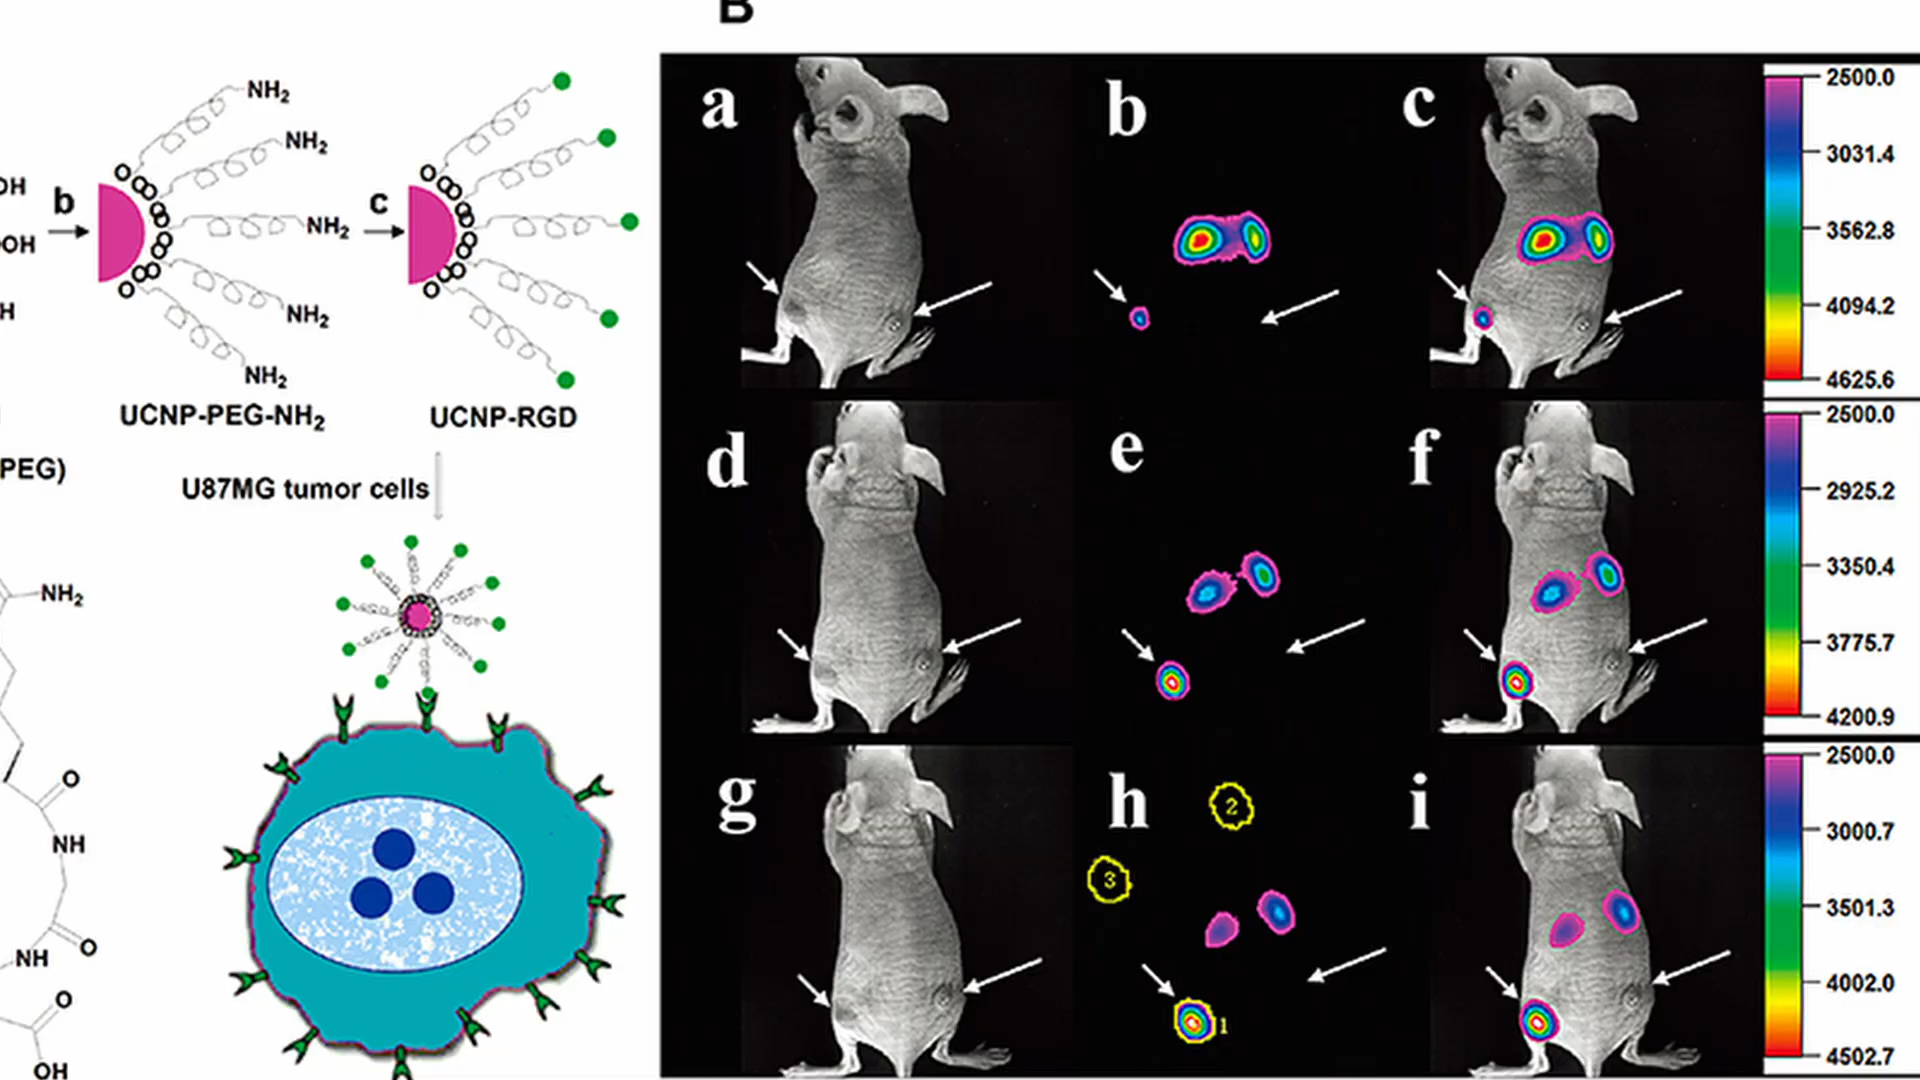 B
NH2
NH2
OH
b
c
OH
NH2
H
NH2
NH2
UCNP-PEG-NH2
UCNP-RGD
PEG)
U87MG tumor cells
NH2
O
NH
O
NH
O
OH
a
b
c
2500.0
3031.4
3562.8
4094.2
4625.6
d
e
f
2500.0
2925.2
3350.4
3775.7
4200.9
g
h
i
2
3
1
2500.0
3000.7
3501.3
4002.0
4502.7